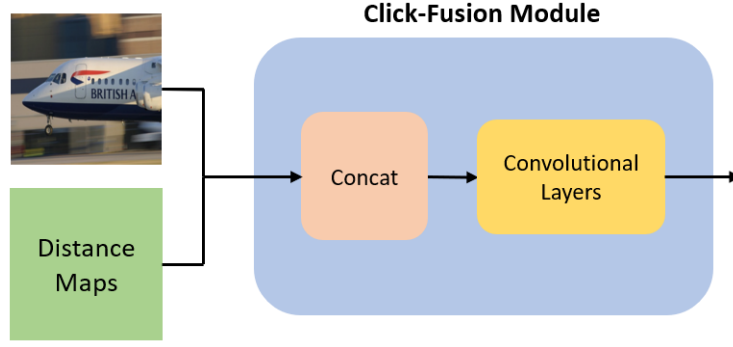 Click-Fusion Module
BRITISH A
Distance
Maps
Concat
Convolutional
Layers